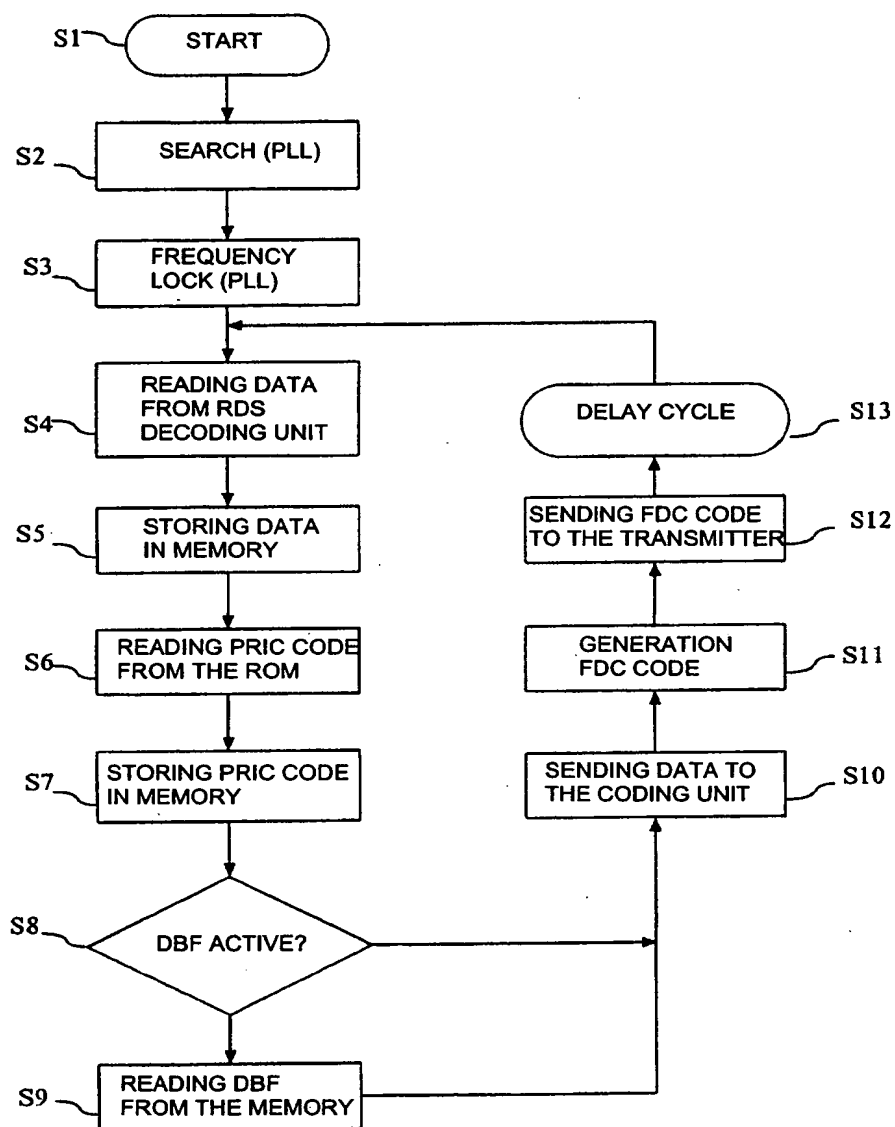 S1
START
S2
SEARCH (PLL)
S3
FREQUENCY
LOCK (PLL)
S4
READING DATA
FROM RDS
DECODING UNIT
S5
STORING DATA
IN MEMORY
S6
READING PRIC CODE
FROM THE ROM
S7
STORING PRIC CODE
IN MEMORY
S8
DBF ACTIVE?
S9
READING DBF
FROM THE MEMORY
DELAY CYCLE
S13
SENDING FDC CODE
TO THE TRANSMITTER
S12
GENERATION
FDC CODE
S11
SENDING DATA TO
THE CODING UNIT
S10